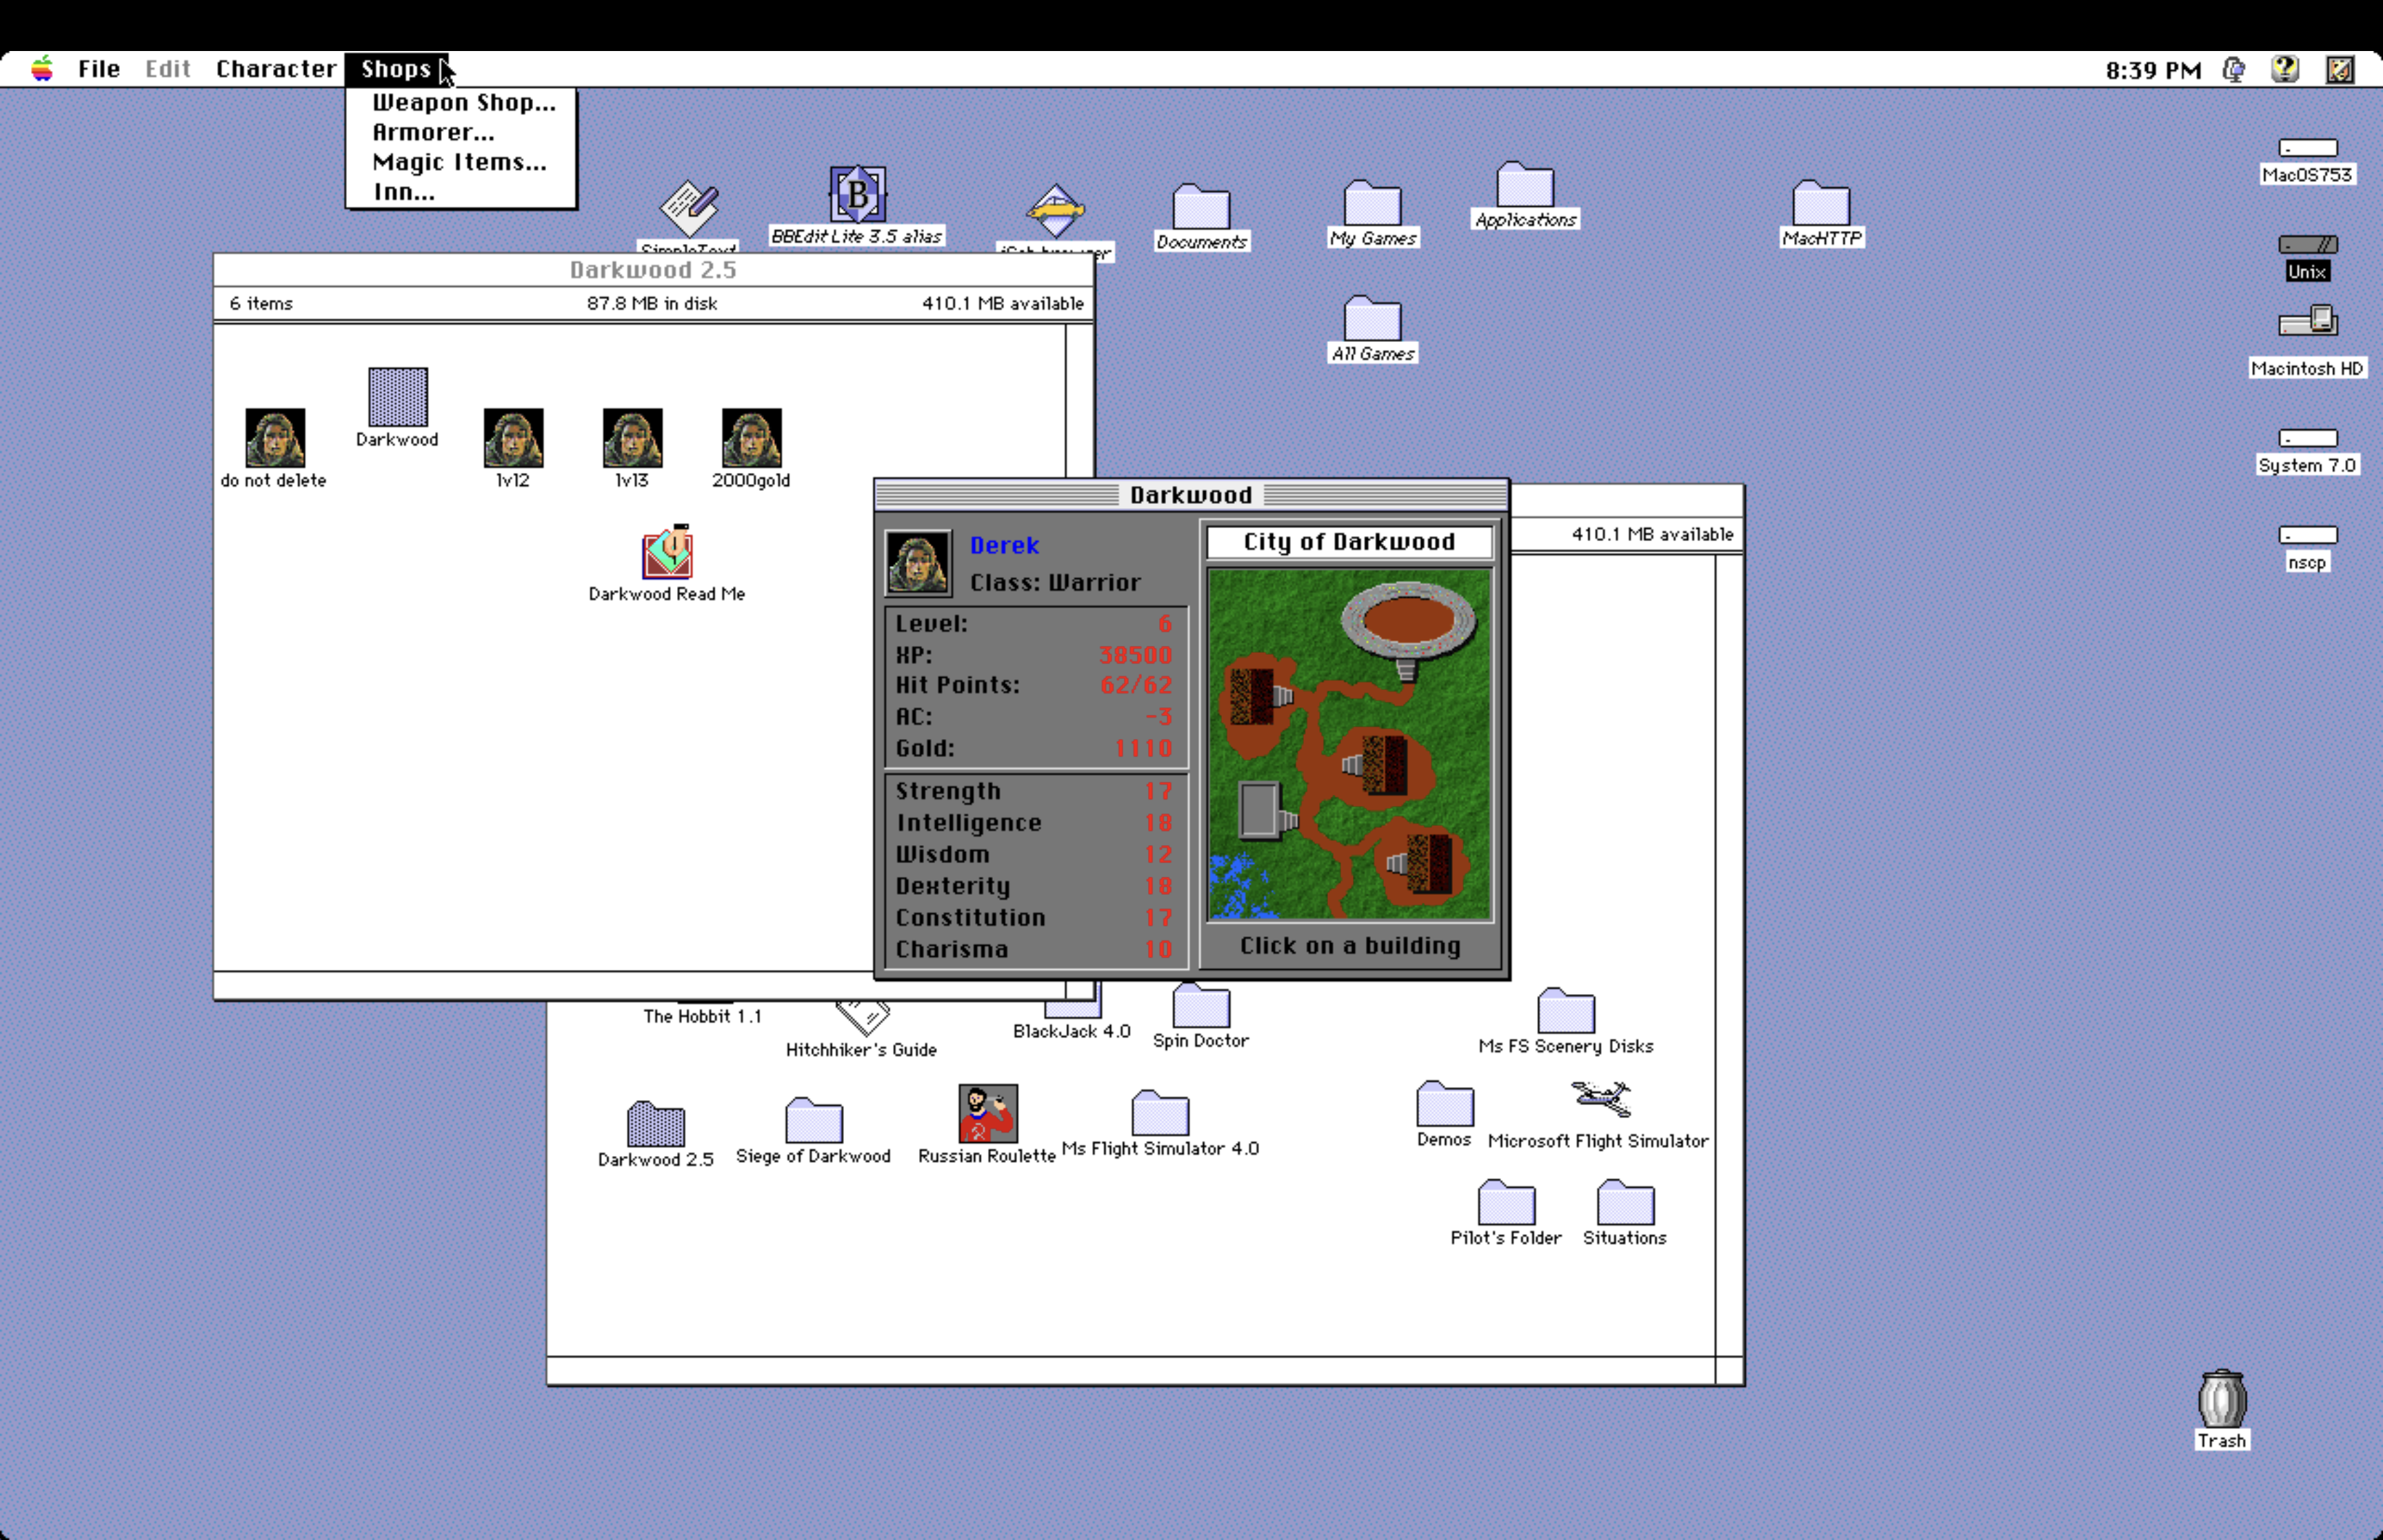 File Edit Character Shops 8:39 PM
Weapon Shop...
Armorer...
Magic Items...
Inn...
BBEdit Lite 3.5 alias
Documents
My Games
Applications
MacHTTP
All Games
MacOS753
Unix
Macintosh HD
System 7.0
nscp
Trash
Darkwood 2.5
6 items 87.8 MB in disk 410.1 MB available
do not delete
Darkwood
lvl2
lvl3
2000gold
Darkwood Read Me
Darkwood
Derek
Class: Warrior
Level: 6
XP: 38500
Hit Points: 62/62
AC: -3
Gold: 1110
Strength 17
Intelligence 18
Wisdom 12
Dexterity 18
Constitution 17
Charisma 10
City of Darkwood
Click on a building
410.1 MB available
The Hobbit 1.1
Hitchhiker's Guide
BlackJack 4.0
Spin Doctor
Ms FS Scenery Disks
Darkwood 2.5
Siege of Darkwood
Russian Roulette
Ms Flight Simulator 4.0
Demos
Microsoft Flight Simulator
Pilot's Folder
Situations